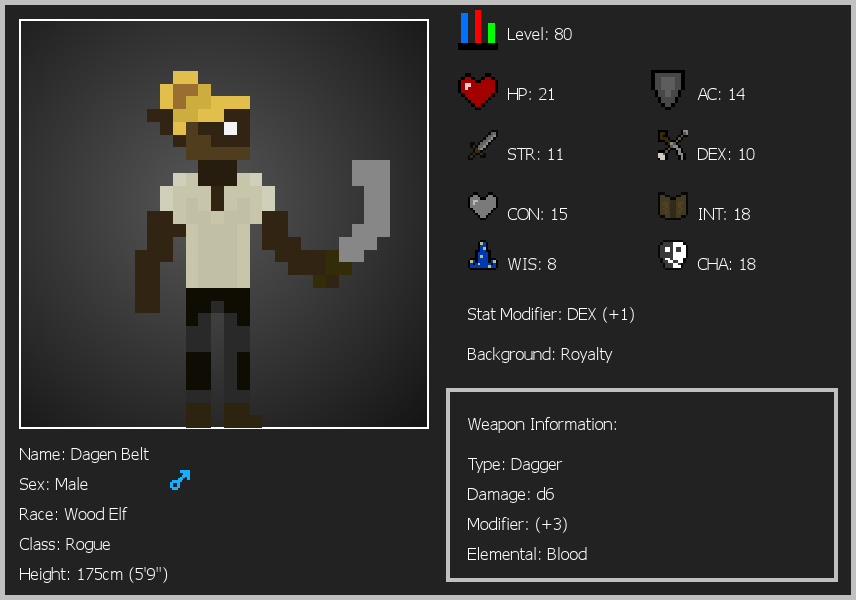 Level: 80
HP: 21
AC: 14
STR: 11
DEX: 10
CON: 15
INT: 18
WIS: 8
CHA: 18
Stat Modifier: DEX (+1)
Background: Royalty
Weapon Information:
Type: Dagger
Damage: d6
Modifier: (+3)
Elemental: Blood
Name: Dagen Belt
Sex: Male
Race: Wood Elf
Class: Rogue
Height: 175cm (5'9")